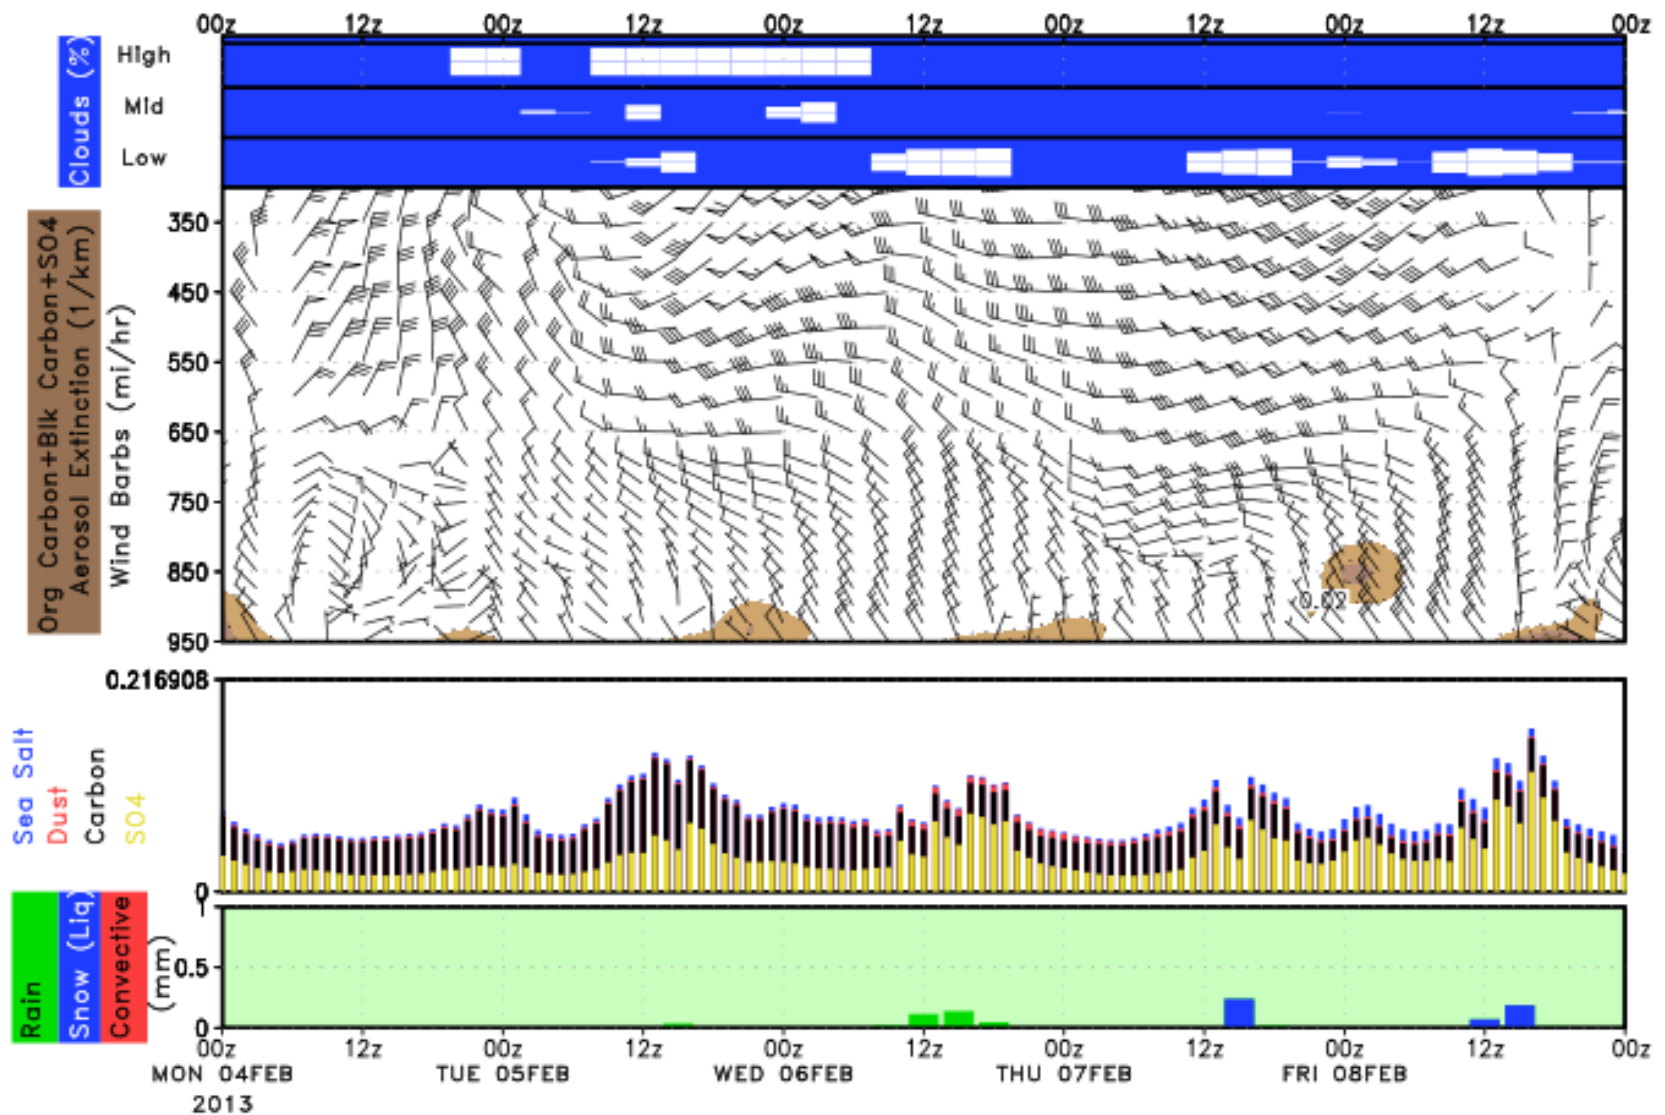 00z 12z 00z 12z 00z 12z 00z 12z 00z 12z 00z
Clouds (%)
High
Mid
Low
Org Carbon+Blk Carbon+SO4
Aerosol Extinction (1/km)
Wind Barbs (mi/hr)
350
450
550
650
750
850
950
0.02
0.216908
0
Sea Salt
Dust
Carbon
SO4
Rain
Snow (Liq)
Convective
(mm)
1
0.5
0
00z 12z 00z 12z 00z 12z 00z 12z 00z 12z 00z
MON 04FEB TUE 05FEB WED 06FEB THU 07FEB FRI 08FEB
2013